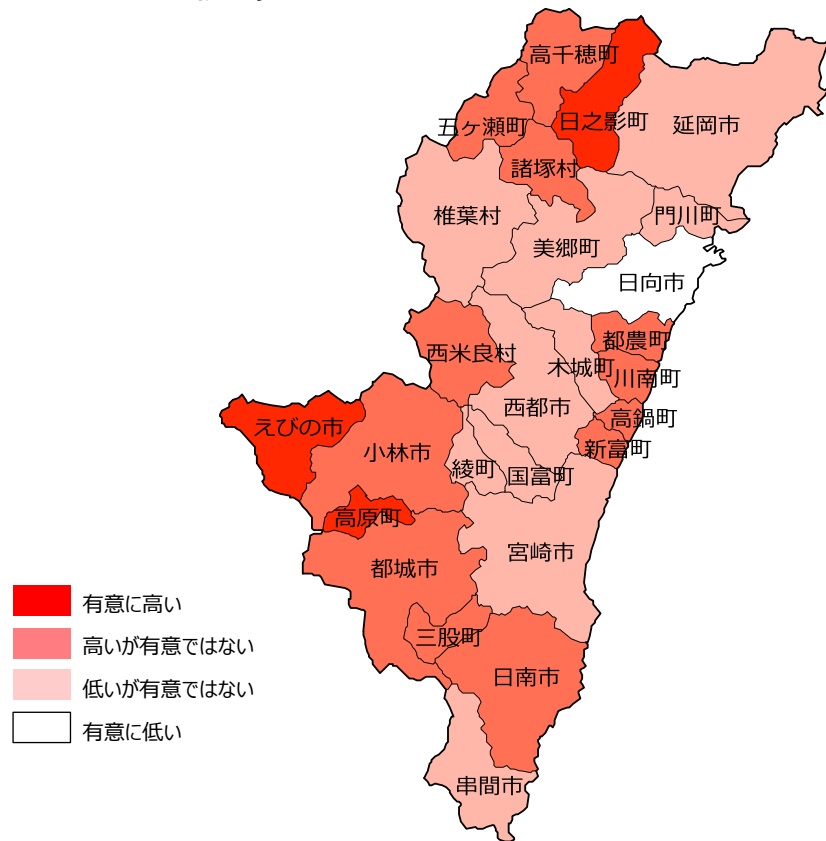 高千穂町
日之影町
延岡市
五ヶ瀬町
諸塚村
椎葉村
門川町
美郷町
日向市
都農町
西米良村
木城町
川南町
西都市
高鍋町
えびの市
新富町
小林市
綾町
国富町
高原町
宮崎市
都城市
三股町
日南市
串間市
有意に高い
高いが有意ではない
低いが有意ではない
有意に低い